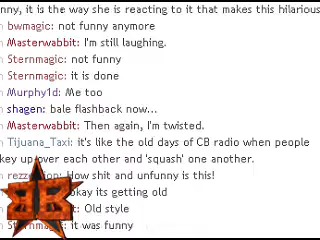 nny, it is the way she is reacting to it that makes this hilarious
bwmagic: not funny anymore
Masterwabbit: I'm still laughing.
Sternmagic: not funny
Sternmagic: it is done
Murphy1d: Me too
shagen: bale flashback now...
Masterwabbit: Then again, I'm twisted.
Tijuana_Taxi: it's like the old days of CB radio when people
key up over each other and 'squash' one another.
How shit and unfunny is this!
okay its getting old
Old style
it was funny